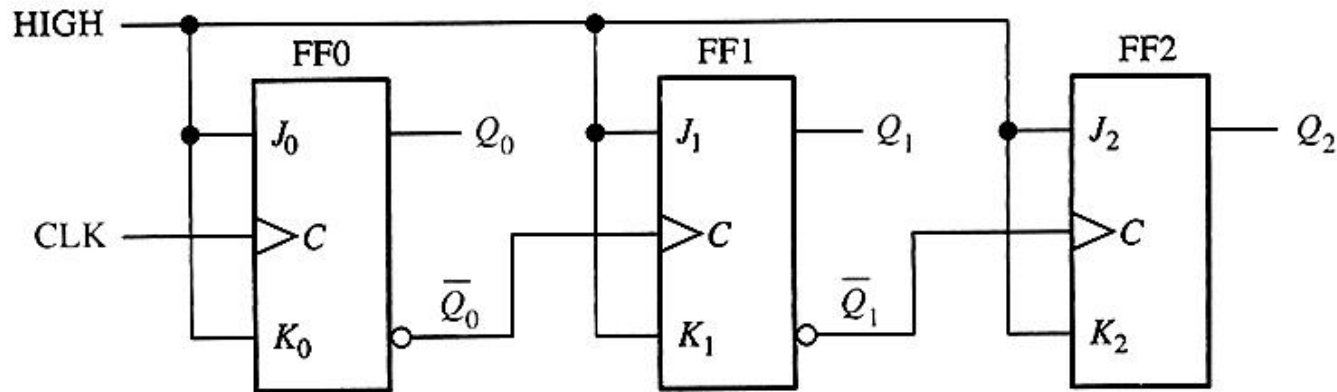 HIGH
FF0
FF1
FF2
J₀
Q₀
J₁
Q₁
J₂
Q₂
CLK
C
C
C
Q̅₀
Q̅₁
K₀
K₁
K₂